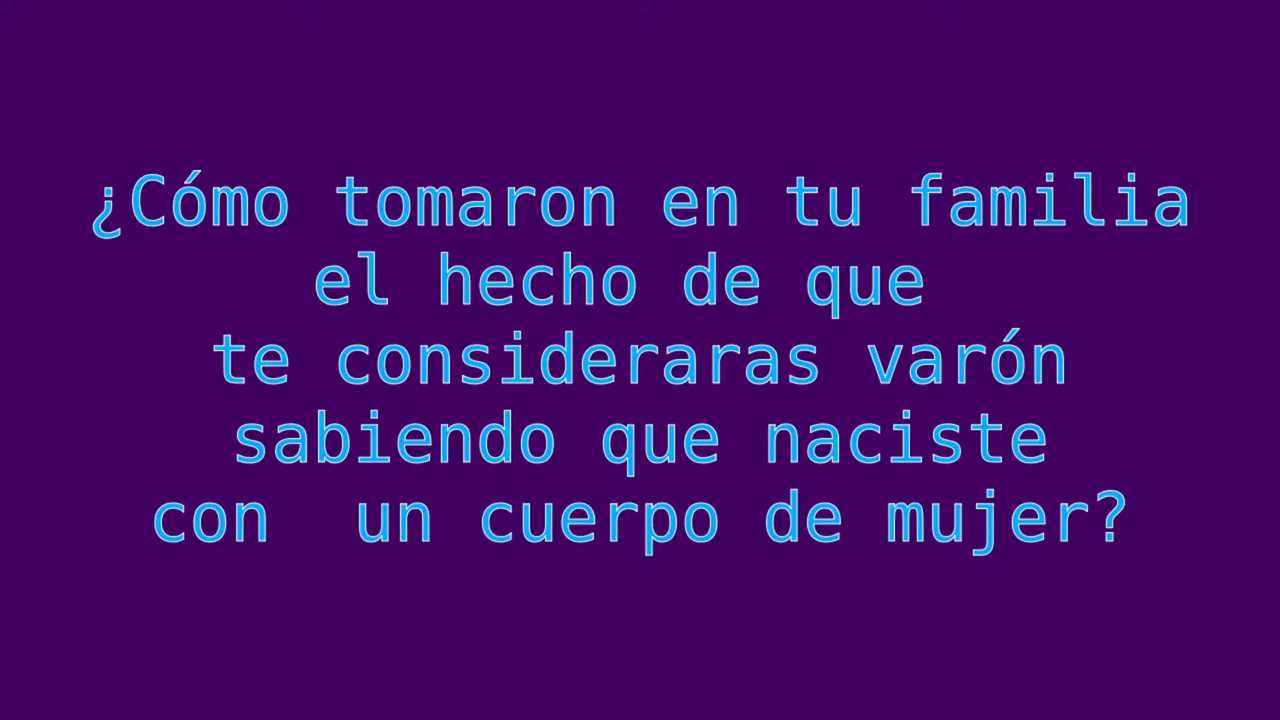 ¿Cómo tomaron en tu familia
el hecho de que
te consideraras varón
sabiendo que naciste
con  un cuerpo de mujer?